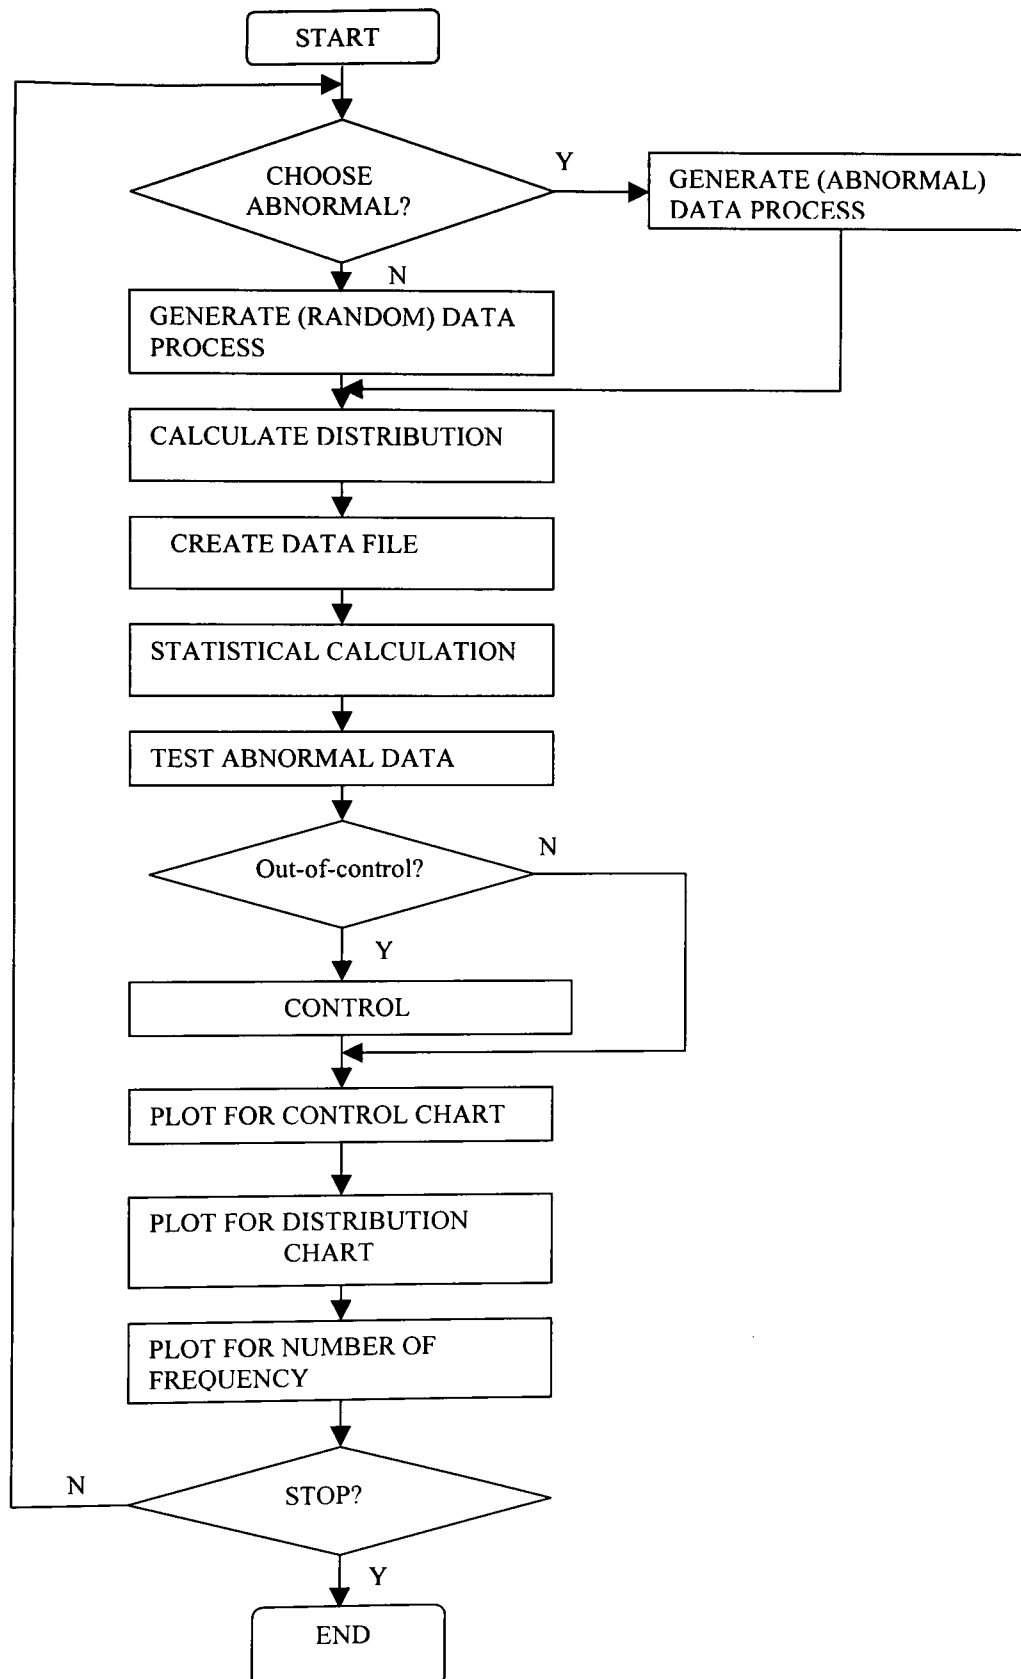 START
CHOOSE
ABNORMAL?
Y
GENERATE (ABNORMAL)
DATA PROCESS
N
GENERATE (RANDOM) DATA
PROCESS
CALCULATE DISTRIBUTION
CREATE DATA FILE
STATISTICAL CALCULATION
TEST ABNORMAL DATA
Out-of-control?
N
Y
CONTROL
PLOT FOR CONTROL CHART
PLOT FOR DISTRIBUTION
CHART
PLOT FOR NUMBER OF
FREQUENCY
N
STOP?
Y
END